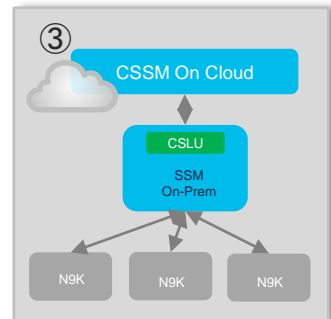 ③
CSSM On Cloud
CSLU
SSM
On-Prem
N9K
N9K
N9K